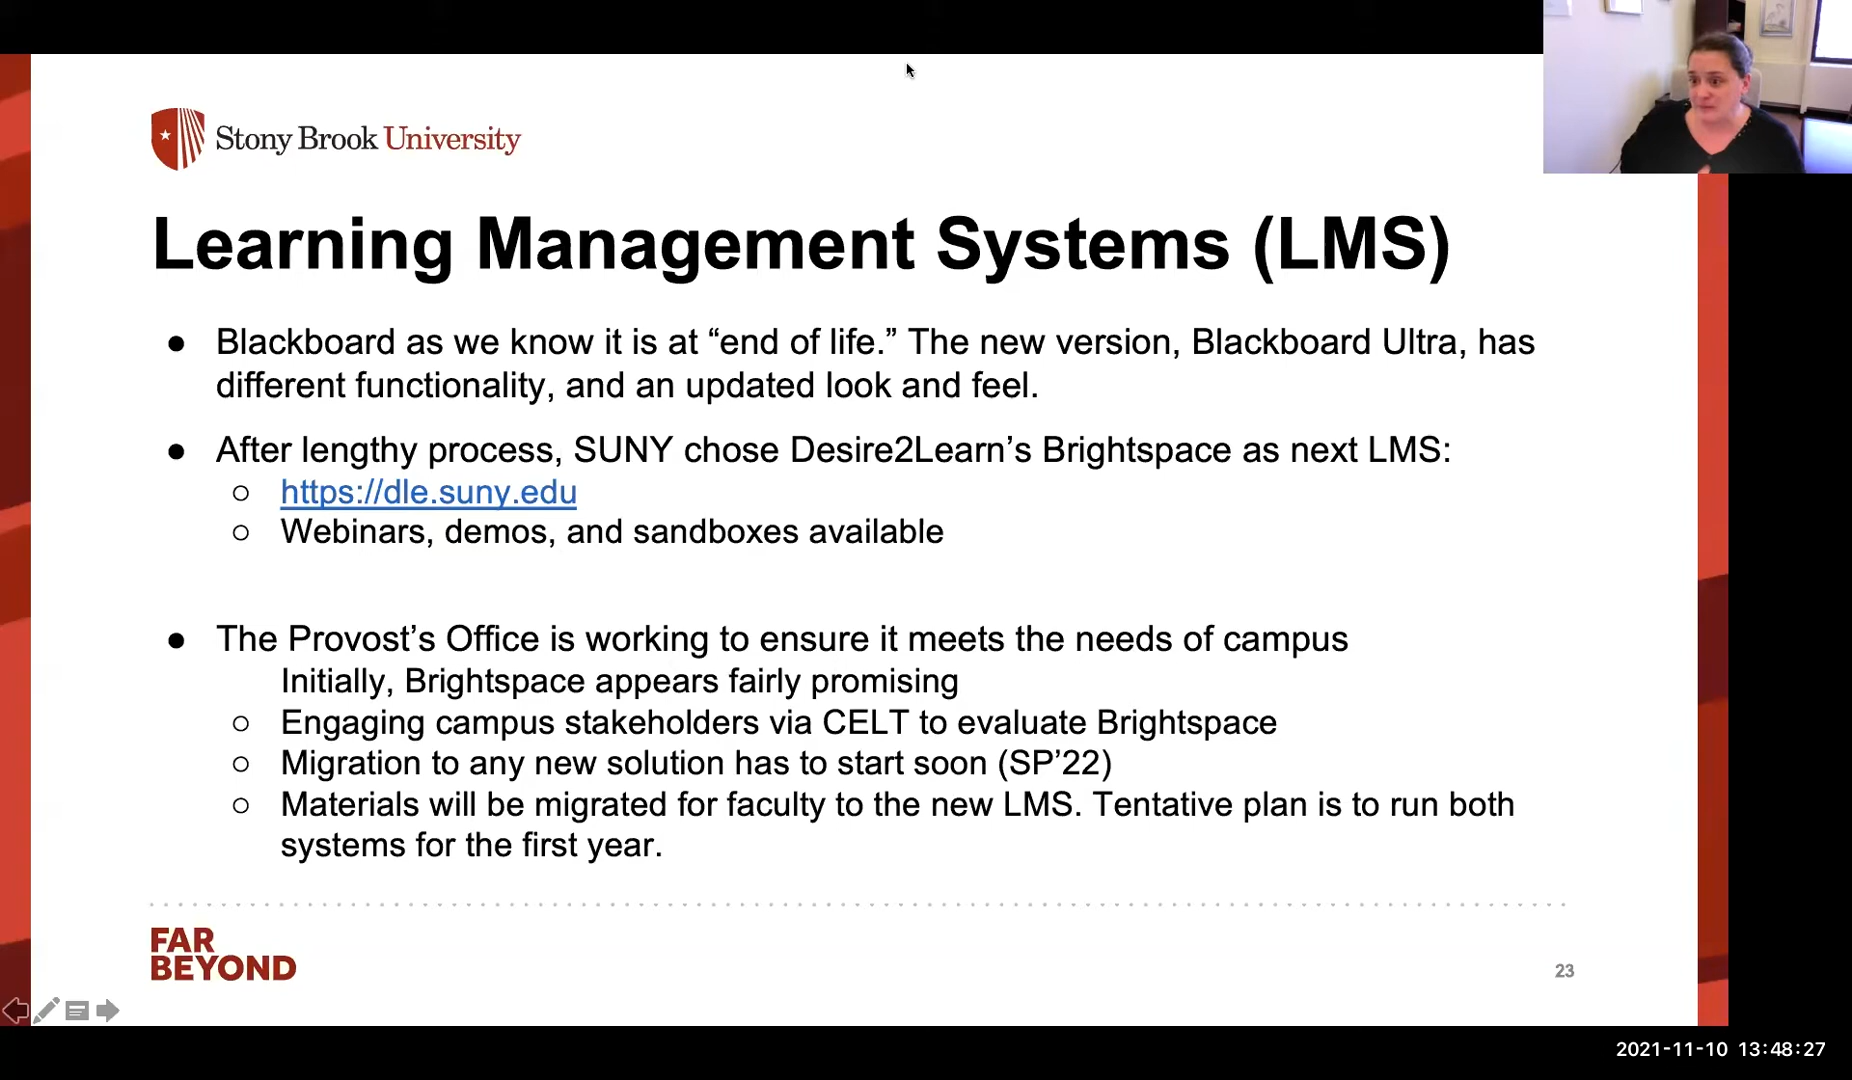 Stony Brook University
Learning Management Systems (LMS)
● Blackboard as we know it is at “end of life.” The new version, Blackboard Ultra, has
different functionality, and an updated look and feel.
● After lengthy process, SUNY chose Desire2Learn’s Brightspace as next LMS:
○ https://dle.suny.edu
○ Webinars, demos, and sandboxes available
● The Provost’s Office is working to ensure it meets the needs of campus
Initially, Brightspace appears fairly promising
○ Engaging campus stakeholders via CELT to evaluate Brightspace
○ Migration to any new solution has to start soon (SP’22)
○ Materials will be migrated for faculty to the new LMS. Tentative plan is to run both
systems for the first year.
FAR
BEYOND
23
2021-11-10 13:48:27